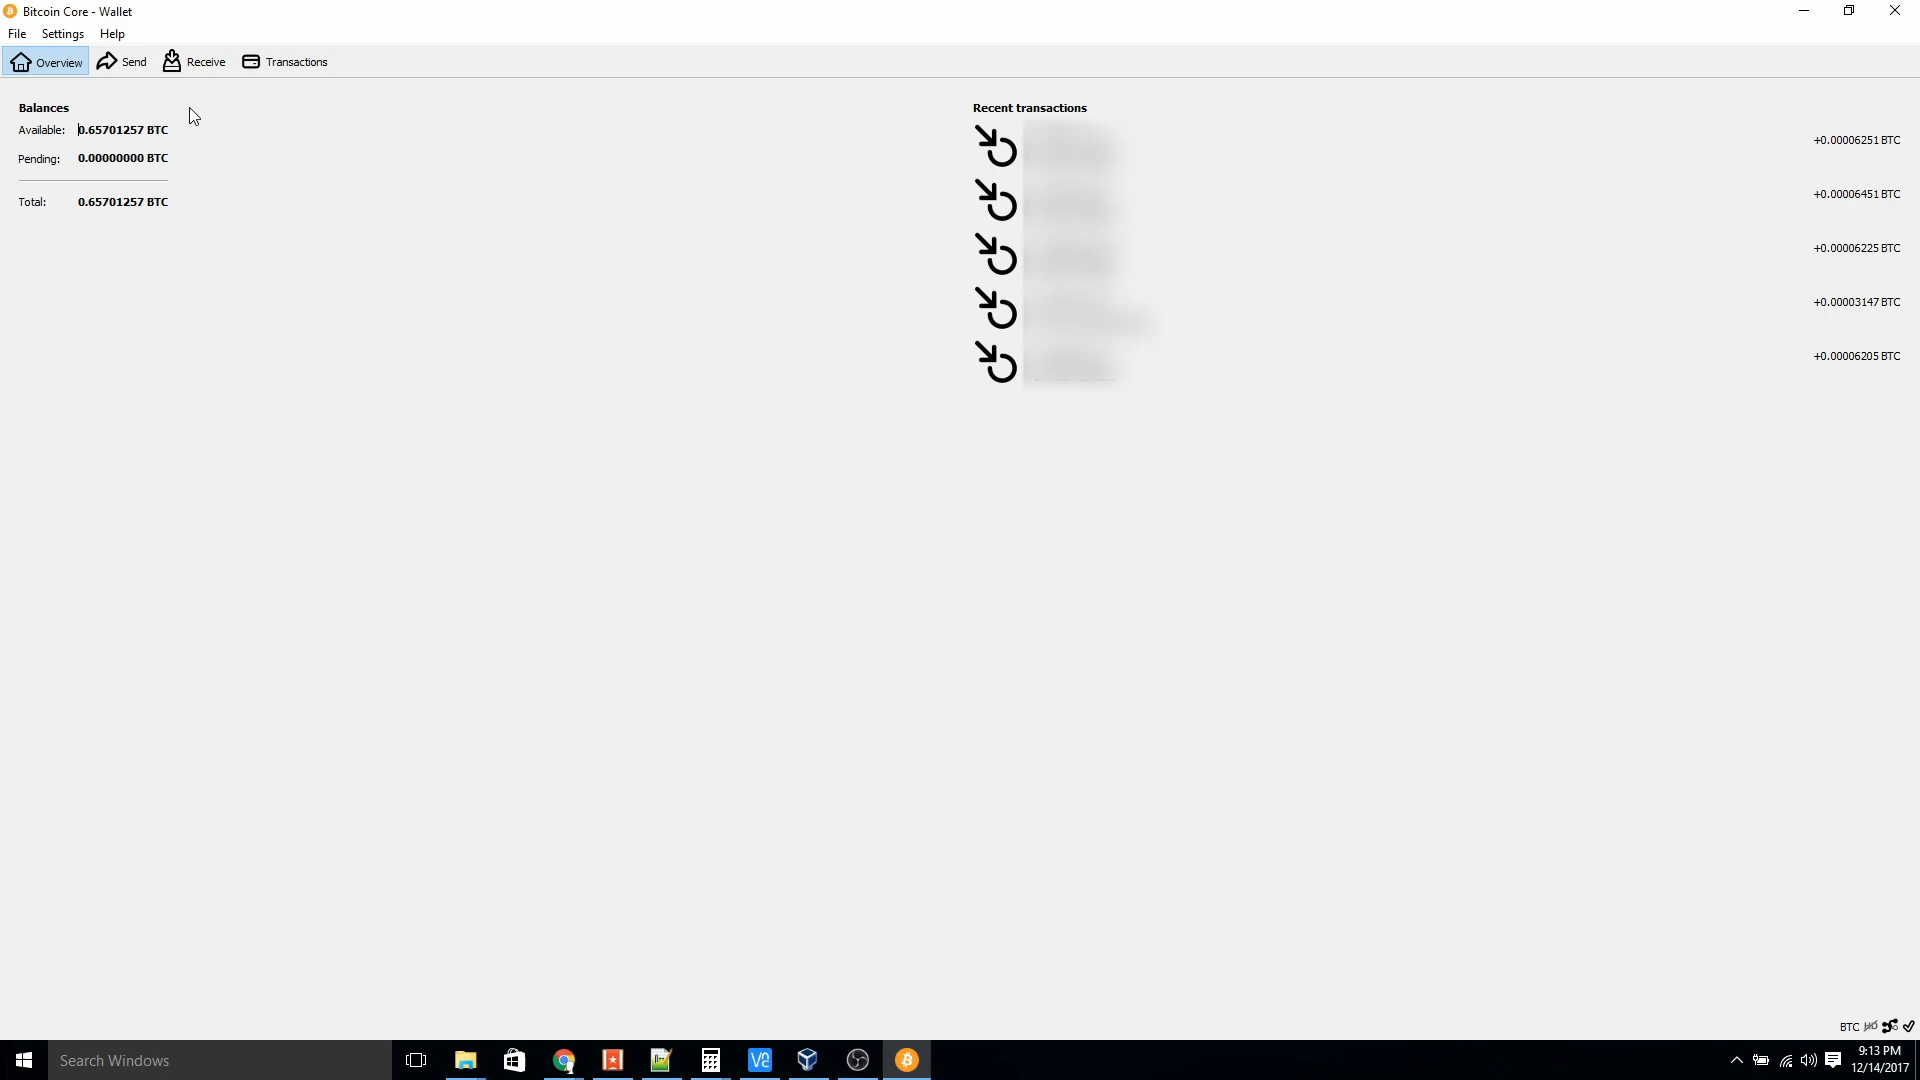 Bitcoin Core - Wallet
File Settings Help
Overview Send Receive Transactions
Balances
Available: 0.65701257 BTC
Pending: 0.00000000 BTC
Total: 0.65701257 BTC
Recent transactions
+0.00006251 BTC
+0.00006451 BTC
+0.00006225 BTC
+0.00003147 BTC
+0.00006205 BTC
BTC HD
Search Windows
9:13 PM
12/14/2017